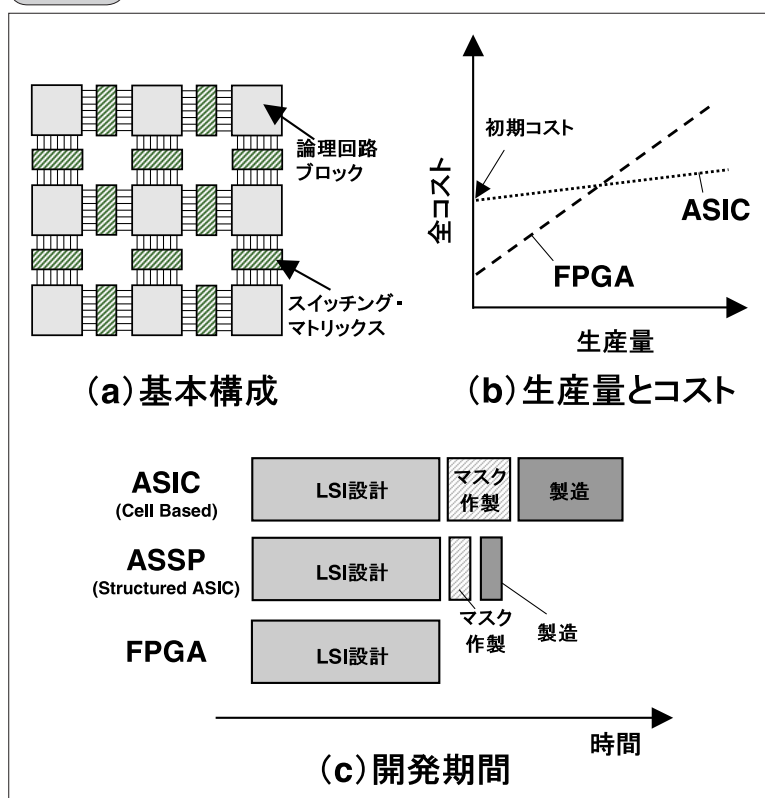 論理回路
ブロック
スイッチング・
マトリックス
(a)基本構成
全コスト
初期コスト
ASIC
FPGA
生産量
(b)生産量とコスト
ASIC
(Cell Based)
LSI設計
マスク
作製
製造
ASSP
(Structured ASIC)
LSI設計
マスク
作製
製造
FPGA
LSI設計
時間
(c)開発期間